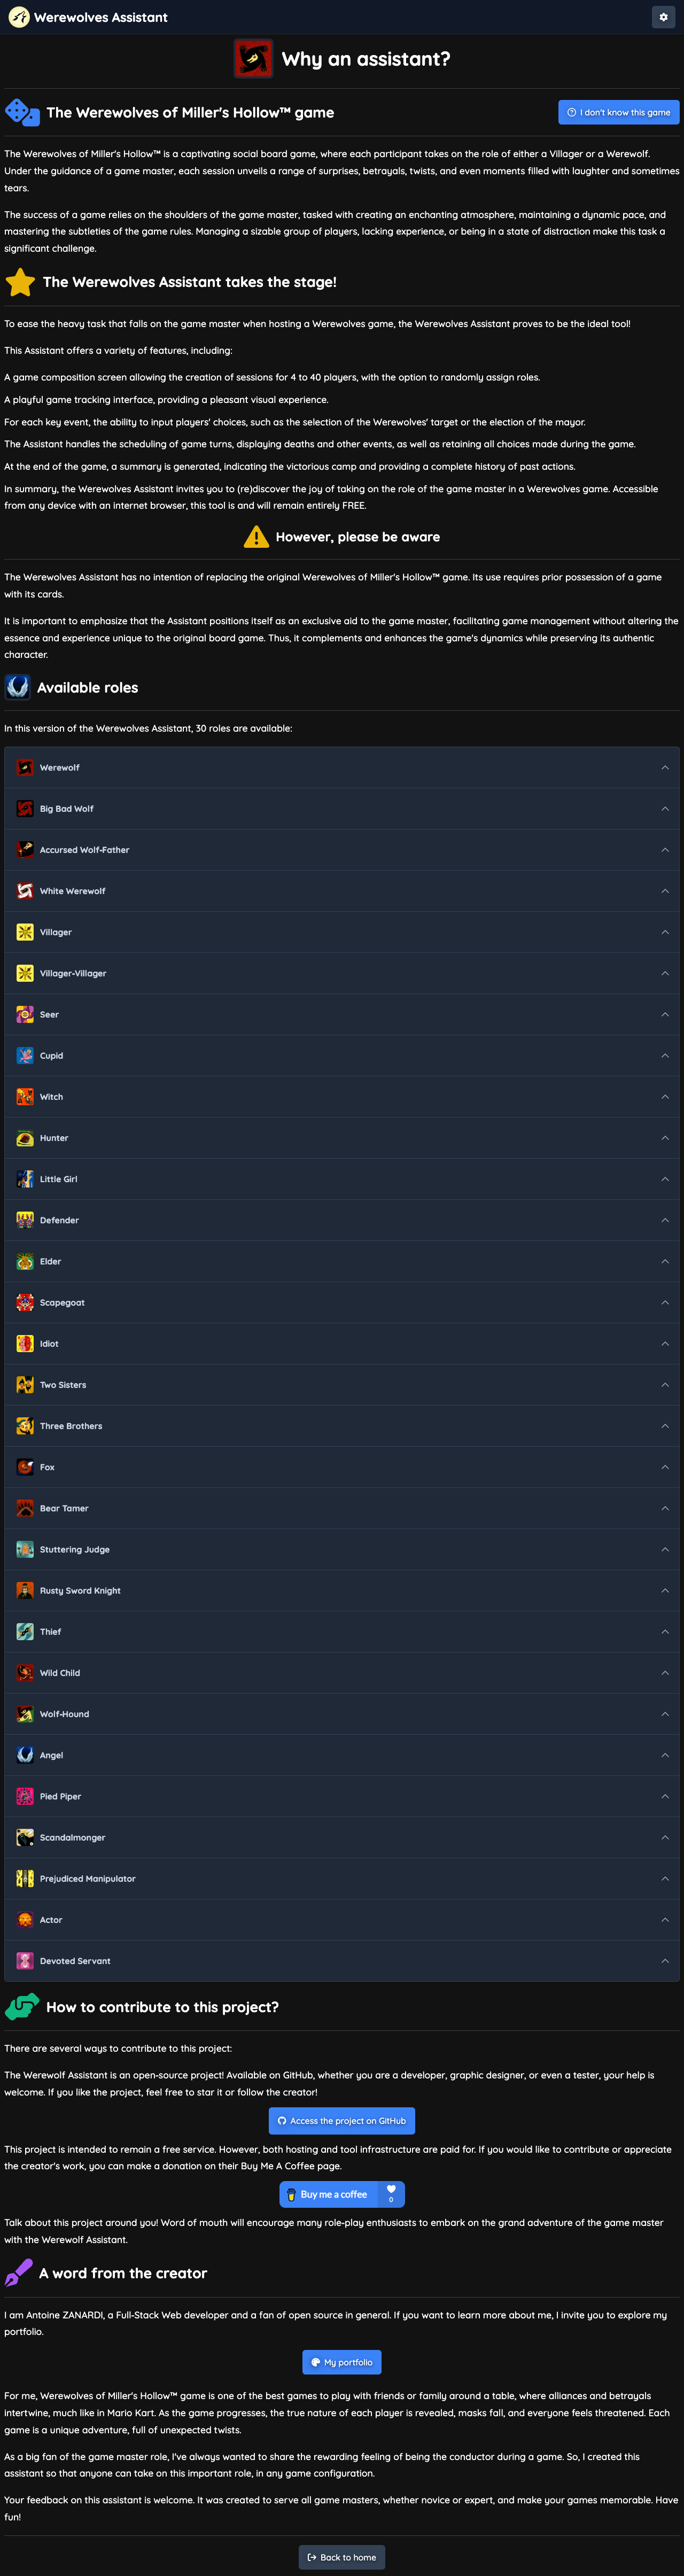 Werewolves Assistant
Why an assistant?
The Werewolves of Miller's Hollow™ game
I don't know this game
The Werewolves of Miller's Hollow™ is a captivating social board game, where each participant takes on the role of either a Villager or a Werewolf.
Under the guidance of a game master, each session unveils a range of surprises, betrayals, twists, and even moments filled with laughter and sometimes
tears.
The success of a game relies on the shoulders of the game master, tasked with creating an enchanting atmosphere, maintaining a dynamic pace, and
mastering the subtleties of the game rules. Managing a sizable group of players, lacking experience, or being in a state of distraction make this task a
significant challenge.
The Werewolves Assistant takes the stage!
To ease the heavy task that falls on the game master when hosting a Werewolves game, the Werewolves Assistant proves to be the ideal tool!
This Assistant offers a variety of features, including:
A game composition screen allowing the creation of sessions for 4 to 40 players, with the option to randomly assign roles.
A playful game tracking interface, providing a pleasant visual experience.
For each key event, the ability to input players' choices, such as the selection of the Werewolves' target or the election of the mayor.
The Assistant handles the scheduling of game turns, displaying deaths and other events, as well as retaining all choices made during the game.
At the end of the game, a summary is generated, indicating the victorious camp and providing a complete history of past actions.
In summary, the Werewolves Assistant invites you to (re)discover the joy of taking on the role of the game master in a Werewolves game. Accessible
from any device with an internet browser, this tool is and will remain entirely FREE.
However, please be aware
The Werewolves Assistant has no intention of replacing the original Werewolves of Miller's Hollow™ game. Its use requires prior possession of a game
with its cards.
It is important to emphasize that the Assistant positions itself as an exclusive aid to the game master, facilitating game management without altering the
essence and experience unique to the original board game. Thus, it complements and enhances the game's dynamics while preserving its authentic
character.
Available roles
In this version of the Werewolves Assistant, 30 roles are available:
Werewolf
Big Bad Wolf
Accursed Wolf-Father
White Werewolf
Villager
Villager-Villager
Seer
Cupid
Witch
Hunter
Little Girl
Defender
Elder
Scapegoat
Idiot
Two Sisters
Three Brothers
Fox
Bear Tamer
Stuttering Judge
Rusty Sword Knight
Thief
Wild Child
Wolf-Hound
Angel
Pied Piper
Scandalmonger
Prejudiced Manipulator
Actor
Devoted Servant
How to contribute to this project?
There are several ways to contribute to this project:
The Werewolf Assistant is an open-source project! Available on GitHub, whether you are a developer, graphic designer, or even a tester, your help is
welcome. If you like the project, feel free to star it or follow the creator!
Access the project on GitHub
This project is intended to remain a free service. However, both hosting and tool infrastructure are paid for. If you would like to contribute or appreciate
the creator's work, you can make a donation on their Buy Me A Coffee page.
Buy me a coffee
0
Talk about this project around you! Word of mouth will encourage many role-play enthusiasts to embark on the grand adventure of the game master
with the Werewolf Assistant.
A word from the creator
I am Antoine ZANARDI, a Full-Stack Web developer and a fan of open source in general. If you want to learn more about me, I invite you to explore my
portfolio.
My portfolio
For me, Werewolves of Miller's Hollow™ game is one of the best games to play with friends or family around a table, where alliances and betrayals
intertwine, much like in Mario Kart. As the game progresses, the true nature of each player is revealed, masks fall, and everyone feels threatened. Each
game is a unique adventure, full of unexpected twists.
As a big fan of the game master role, I've always wanted to share the rewarding feeling of being the conductor during a game. So, I created this
assistant so that anyone can take on this important role, in any game configuration.
Your feedback on this assistant is welcome. It was created to serve all game masters, whether novice or expert, and make your games memorable. Have
fun!
Back to home